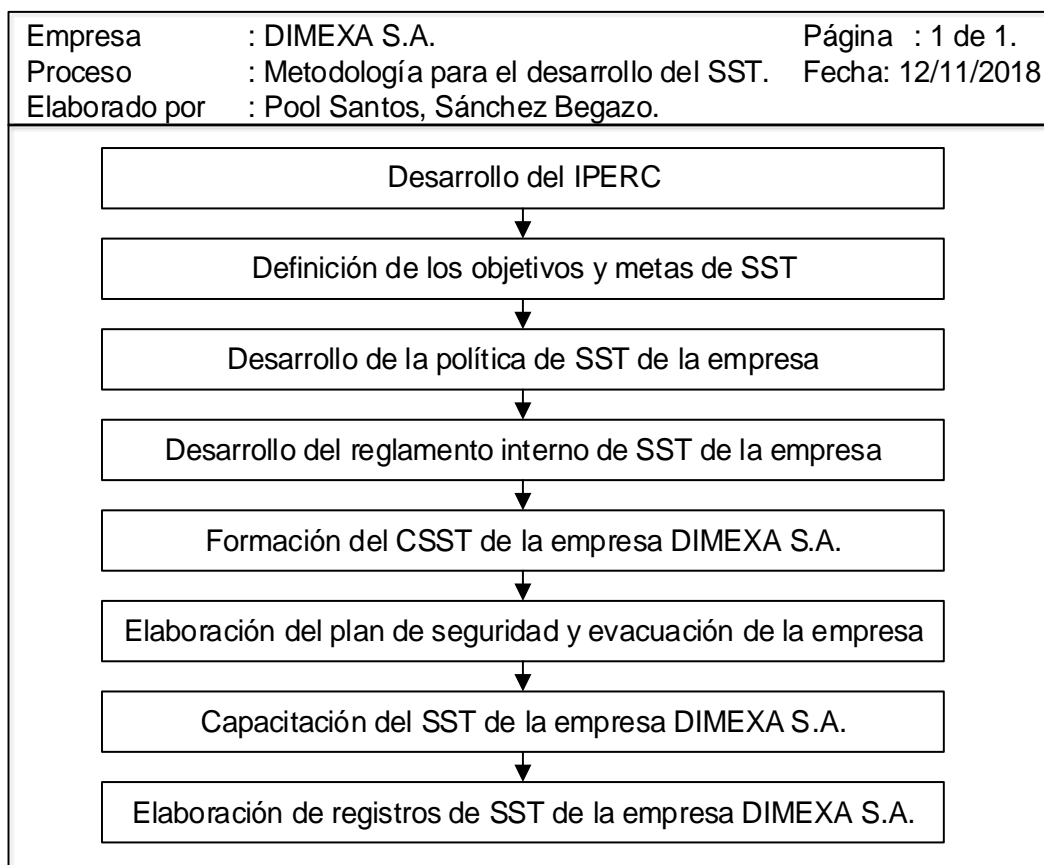 Empresa : DIMEXA S.A. Página : 1 de 1.
Proceso : Metodología para el desarrollo del SST. Fecha: 12/11/2018
Elaborado por : Pool Santos, Sánchez Begazo.
Desarrollo del IPERC
Definición de los objetivos y metas de SST
Desarrollo de la política de SST de la empresa
Desarrollo del reglamento interno de SST de la empresa
Formación del CSST de la empresa DIMEXA S.A.
Elaboración del plan de seguridad y evacuación de la empresa
Capacitación del SST de la empresa DIMEXA S.A.
Elaboración de registros de SST de la empresa DIMEXA S.A.